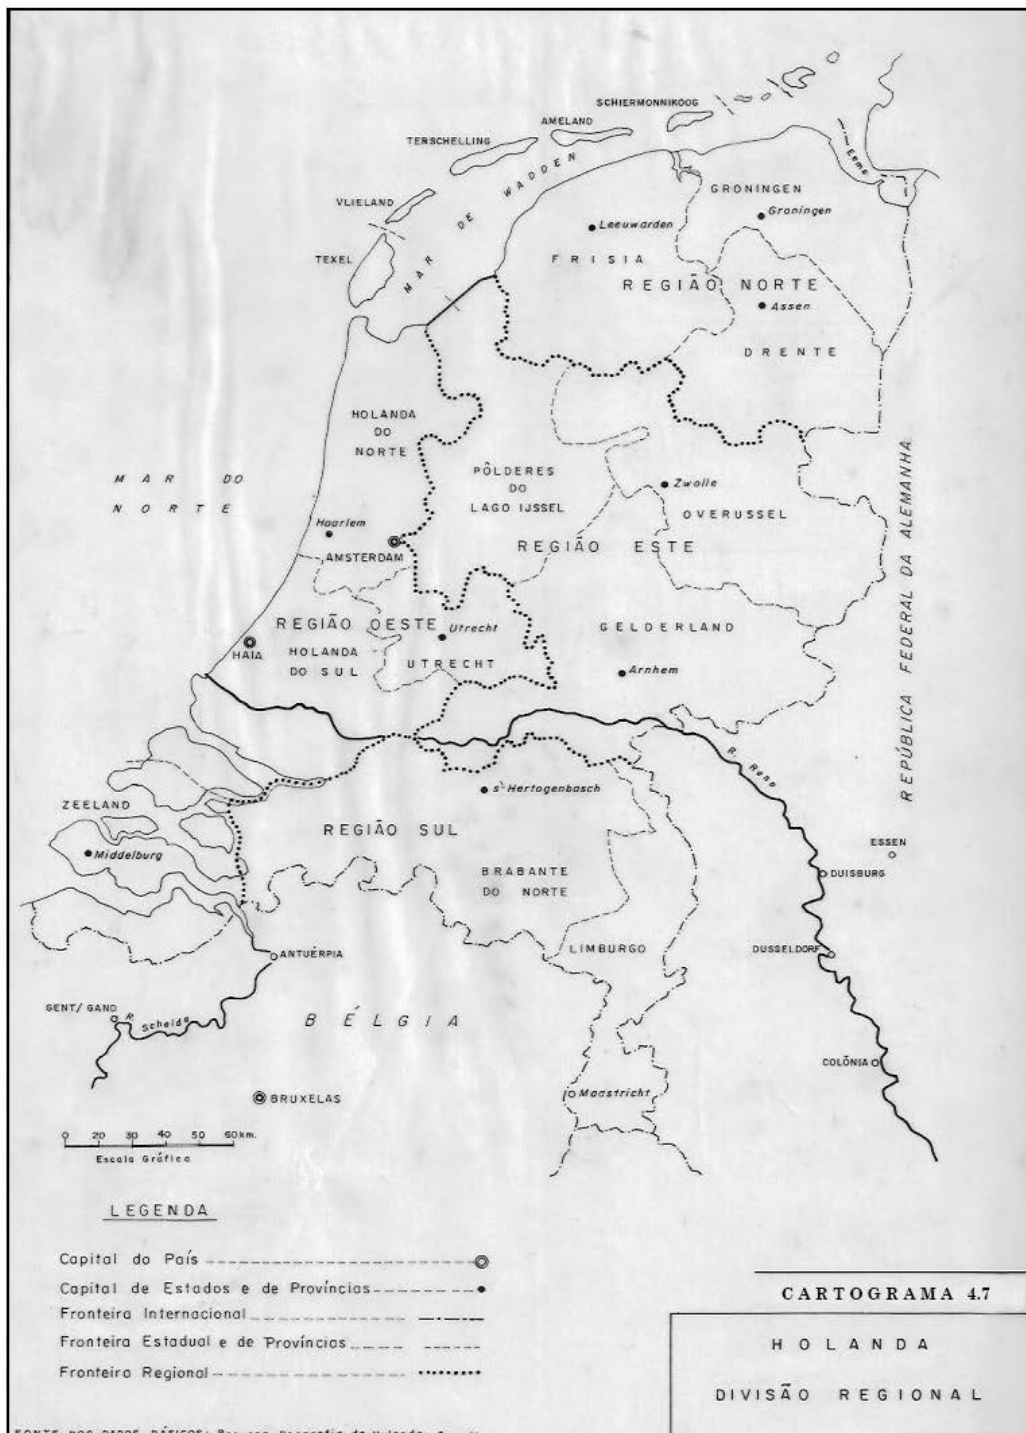 SCHIERMONNIKOOG
AMELAND
TERSCHELLING
VLIELAND
TEXEL
MAR DE WADDEN
Eems
GRONINGEN
Groningen
Leeuwarden
FRISIA
REGIÃO NORTE
Assen
DRENTE
HOLANDA
DO
NORTE
MAR DO
NORTE
PÔLDERES
DO
LAGO IJSSEL
Zwolle
OVERUSSEL
REGIÃO ESTE
Haarlem
AMSTERDAM
REPÚBLICA FEDERAL DA ALEMANHA
REGIÃO OESTE
Utrecht
GELDERLAND
HAIA
HOLANDA
DO SUL
UTRECHT
Arnhem
R. Reno
s'-Hertogenbosch
ZEELAND
REGIÃO SUL
Middelburg
ESSEN
BRABANTE
DO NORTE
DUISBURG
LIMBURGO
DUSSELDORF
ANTUÉRPIA
GENT/GAND
R. Schelde
BÉLGIA
COLÔNIA
BRUXELAS
Maastricht
0 20 30 40 50 60 km.
Escala Gráfica
LEGENDA
Capital do País
Capital de Estados e de Províncias
Fronteira Internacional
Fronteira Estadual e de Províncias
Fronteira Regional
CARTOGRAMA 4.7
HOLANDA
DIVISÃO REGIONAL